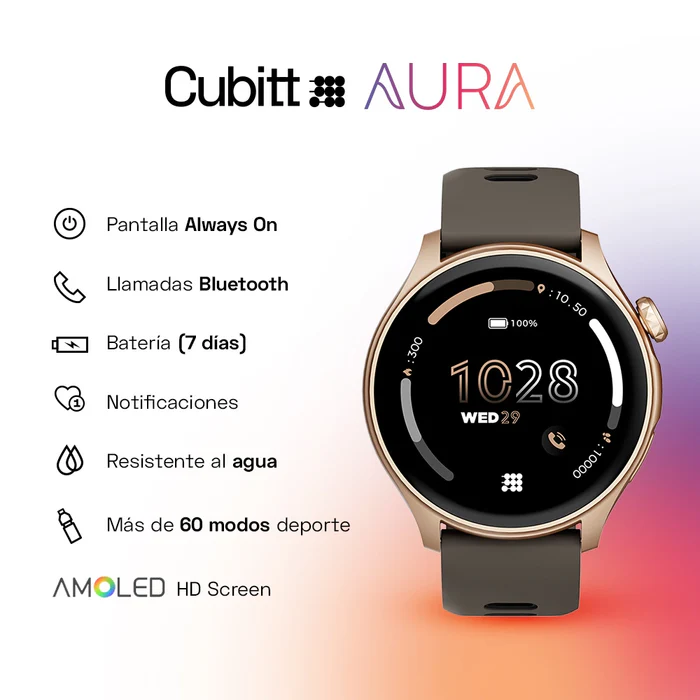 Cubitt AURA
Pantalla Always On
Llamadas Bluetooth
Batería (7 días)
1
Notificaciones
Resistente al agua
Más de 60 modos deporte
AMOLED HD Screen
:10.50
100%
:300
1028
WED 29
:10000